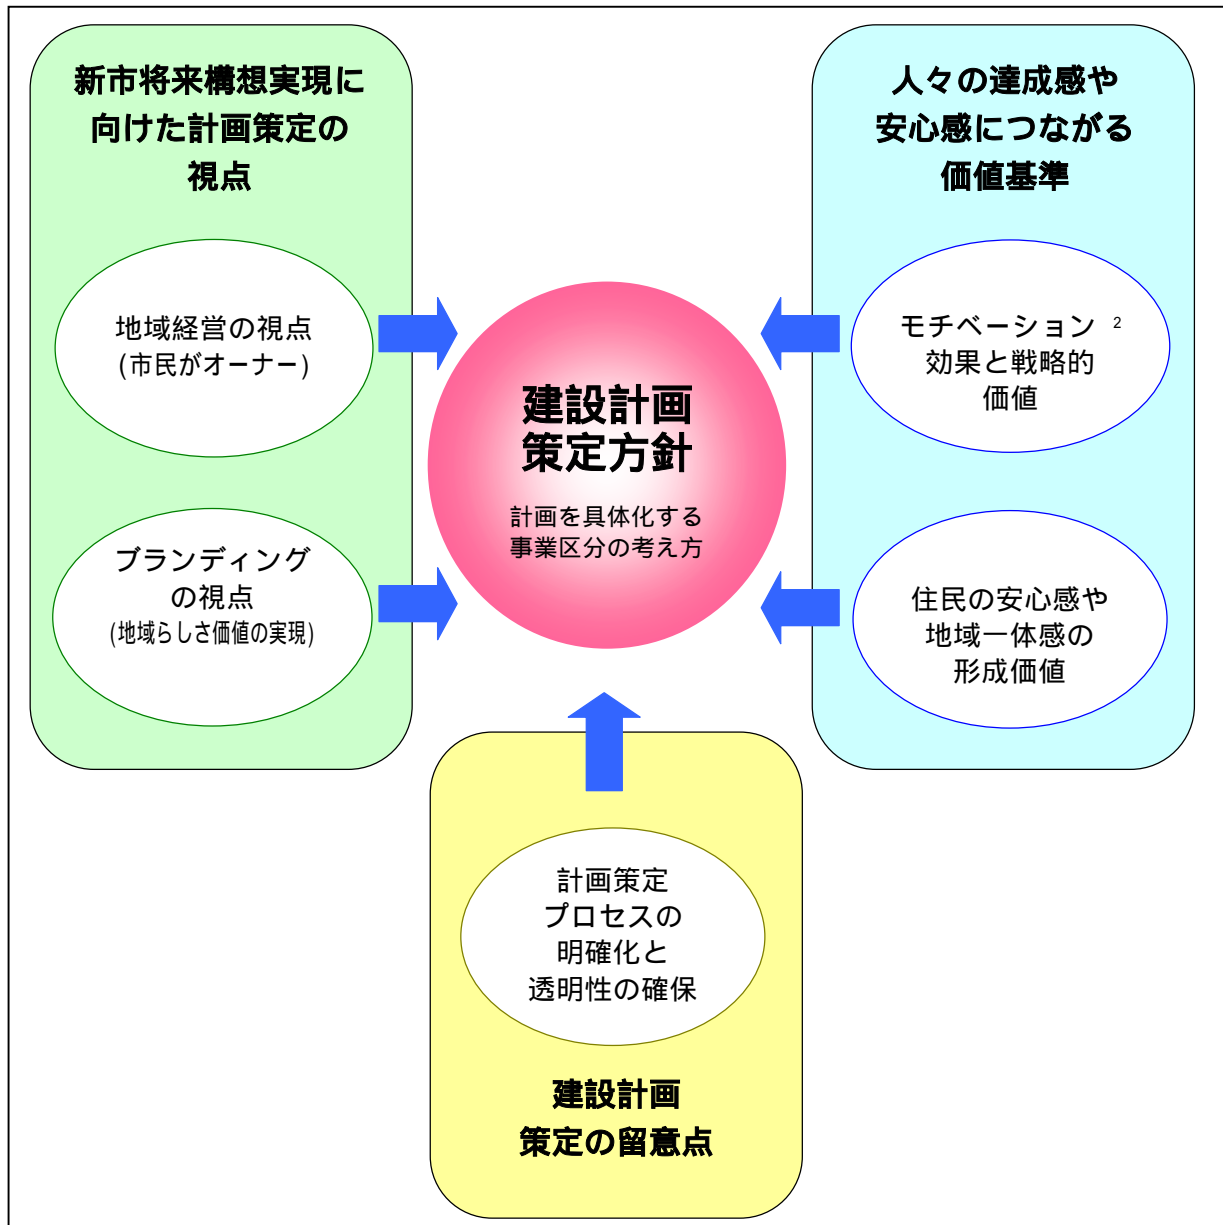 新市将来構想実現に
向けた計画策定の
視点
地域経営の視点
(市民がオーナー)
ブランディング
の視点
(地域らしさ価値の実現)
建設計画
策定方針
計画を具体化する
事業区分の考え方
人々の達成感や
安心感につながる
価値基準
モチベーション 2
効果と戦略的
価値
住民の安心感や
地域一体感の
形成価値
計画策定
プロセスの
明確化と
透明性の確保
建設計画
策定の留意点